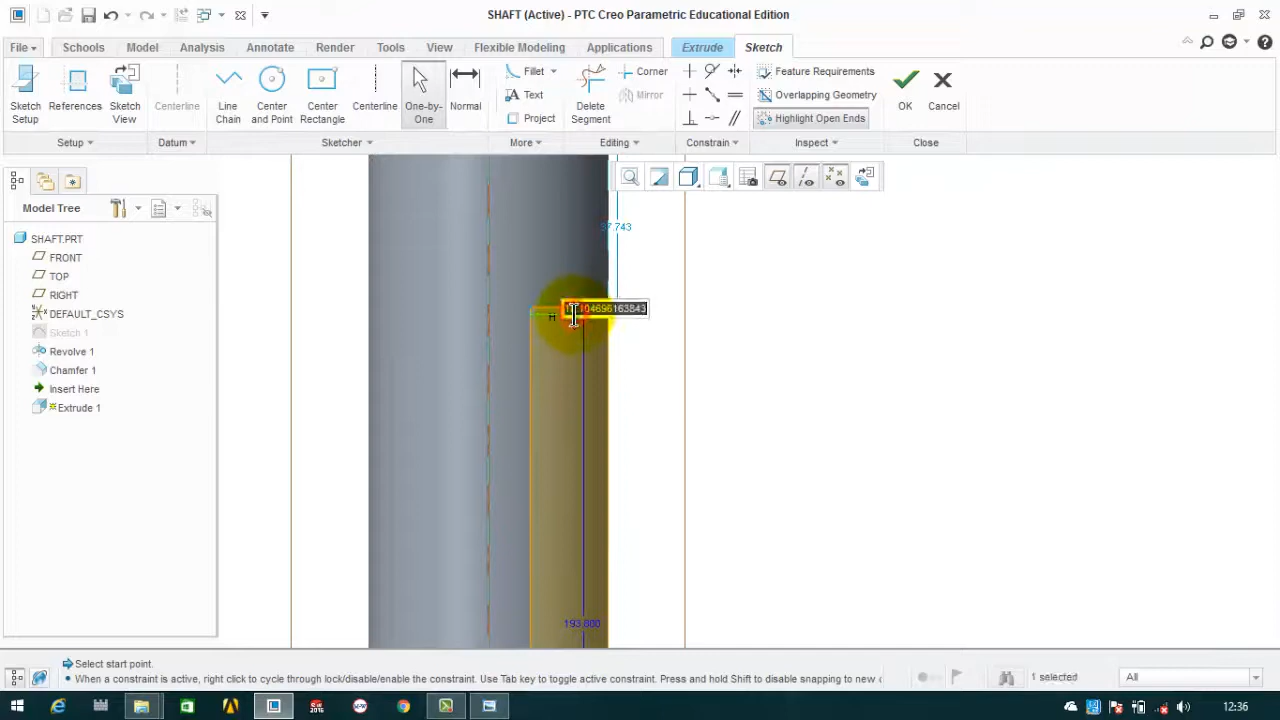 SHAFT (Active) - PTC Creo Parametric Educational Edition
File Schools Model Analysis Annotate Render Tools View Flexible Modeling Applications Extrude Sketch
Sketch Setup
References
Sketch View
Centerline
Line Chain
Center and Point
Center Rectangle
Centerline
One-by-One
Normal
Fillet
Text
Project
Delete Segment
Corner
Mirror
Feature Requirements
Overlapping Geometry
Highlight Open Ends
OK
Cancel
Setup Datum Sketcher More Editing Constrain Inspect Close
Model Tree
SHAFT.PRT
FRONT
TOP
RIGHT
DEFAULT_CSYS
Sketch 1
Revolve 1
Chamfer 1
Insert Here
Extrude 1
H
193.800
Select start point.
When a constraint is active, right click to cycle through lock/disable/enable the constraint. Use Tab key to toggle active constraint. Press and hold Shift to disable snapping to new
1 selected
All
12:36